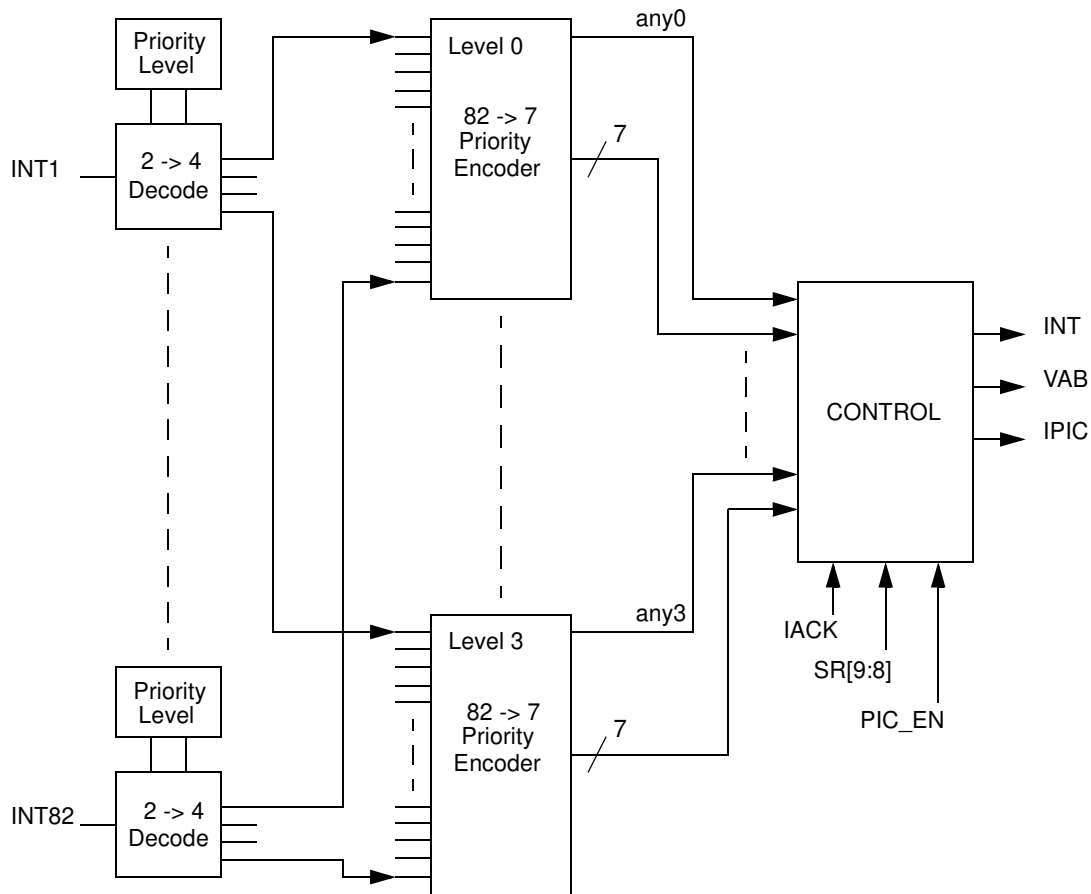 Priority
Level
INT1
2 -> 4
Decode
Level 0
82 -> 7
Priority
Encoder
any0
7
CONTROL
INT
VAB
IPIC
IACK
SR[9:8]
PIC_EN
any3
Level 3
82 -> 7
Priority
Encoder
7
Priority
Level
INT82
2 -> 4
Decode